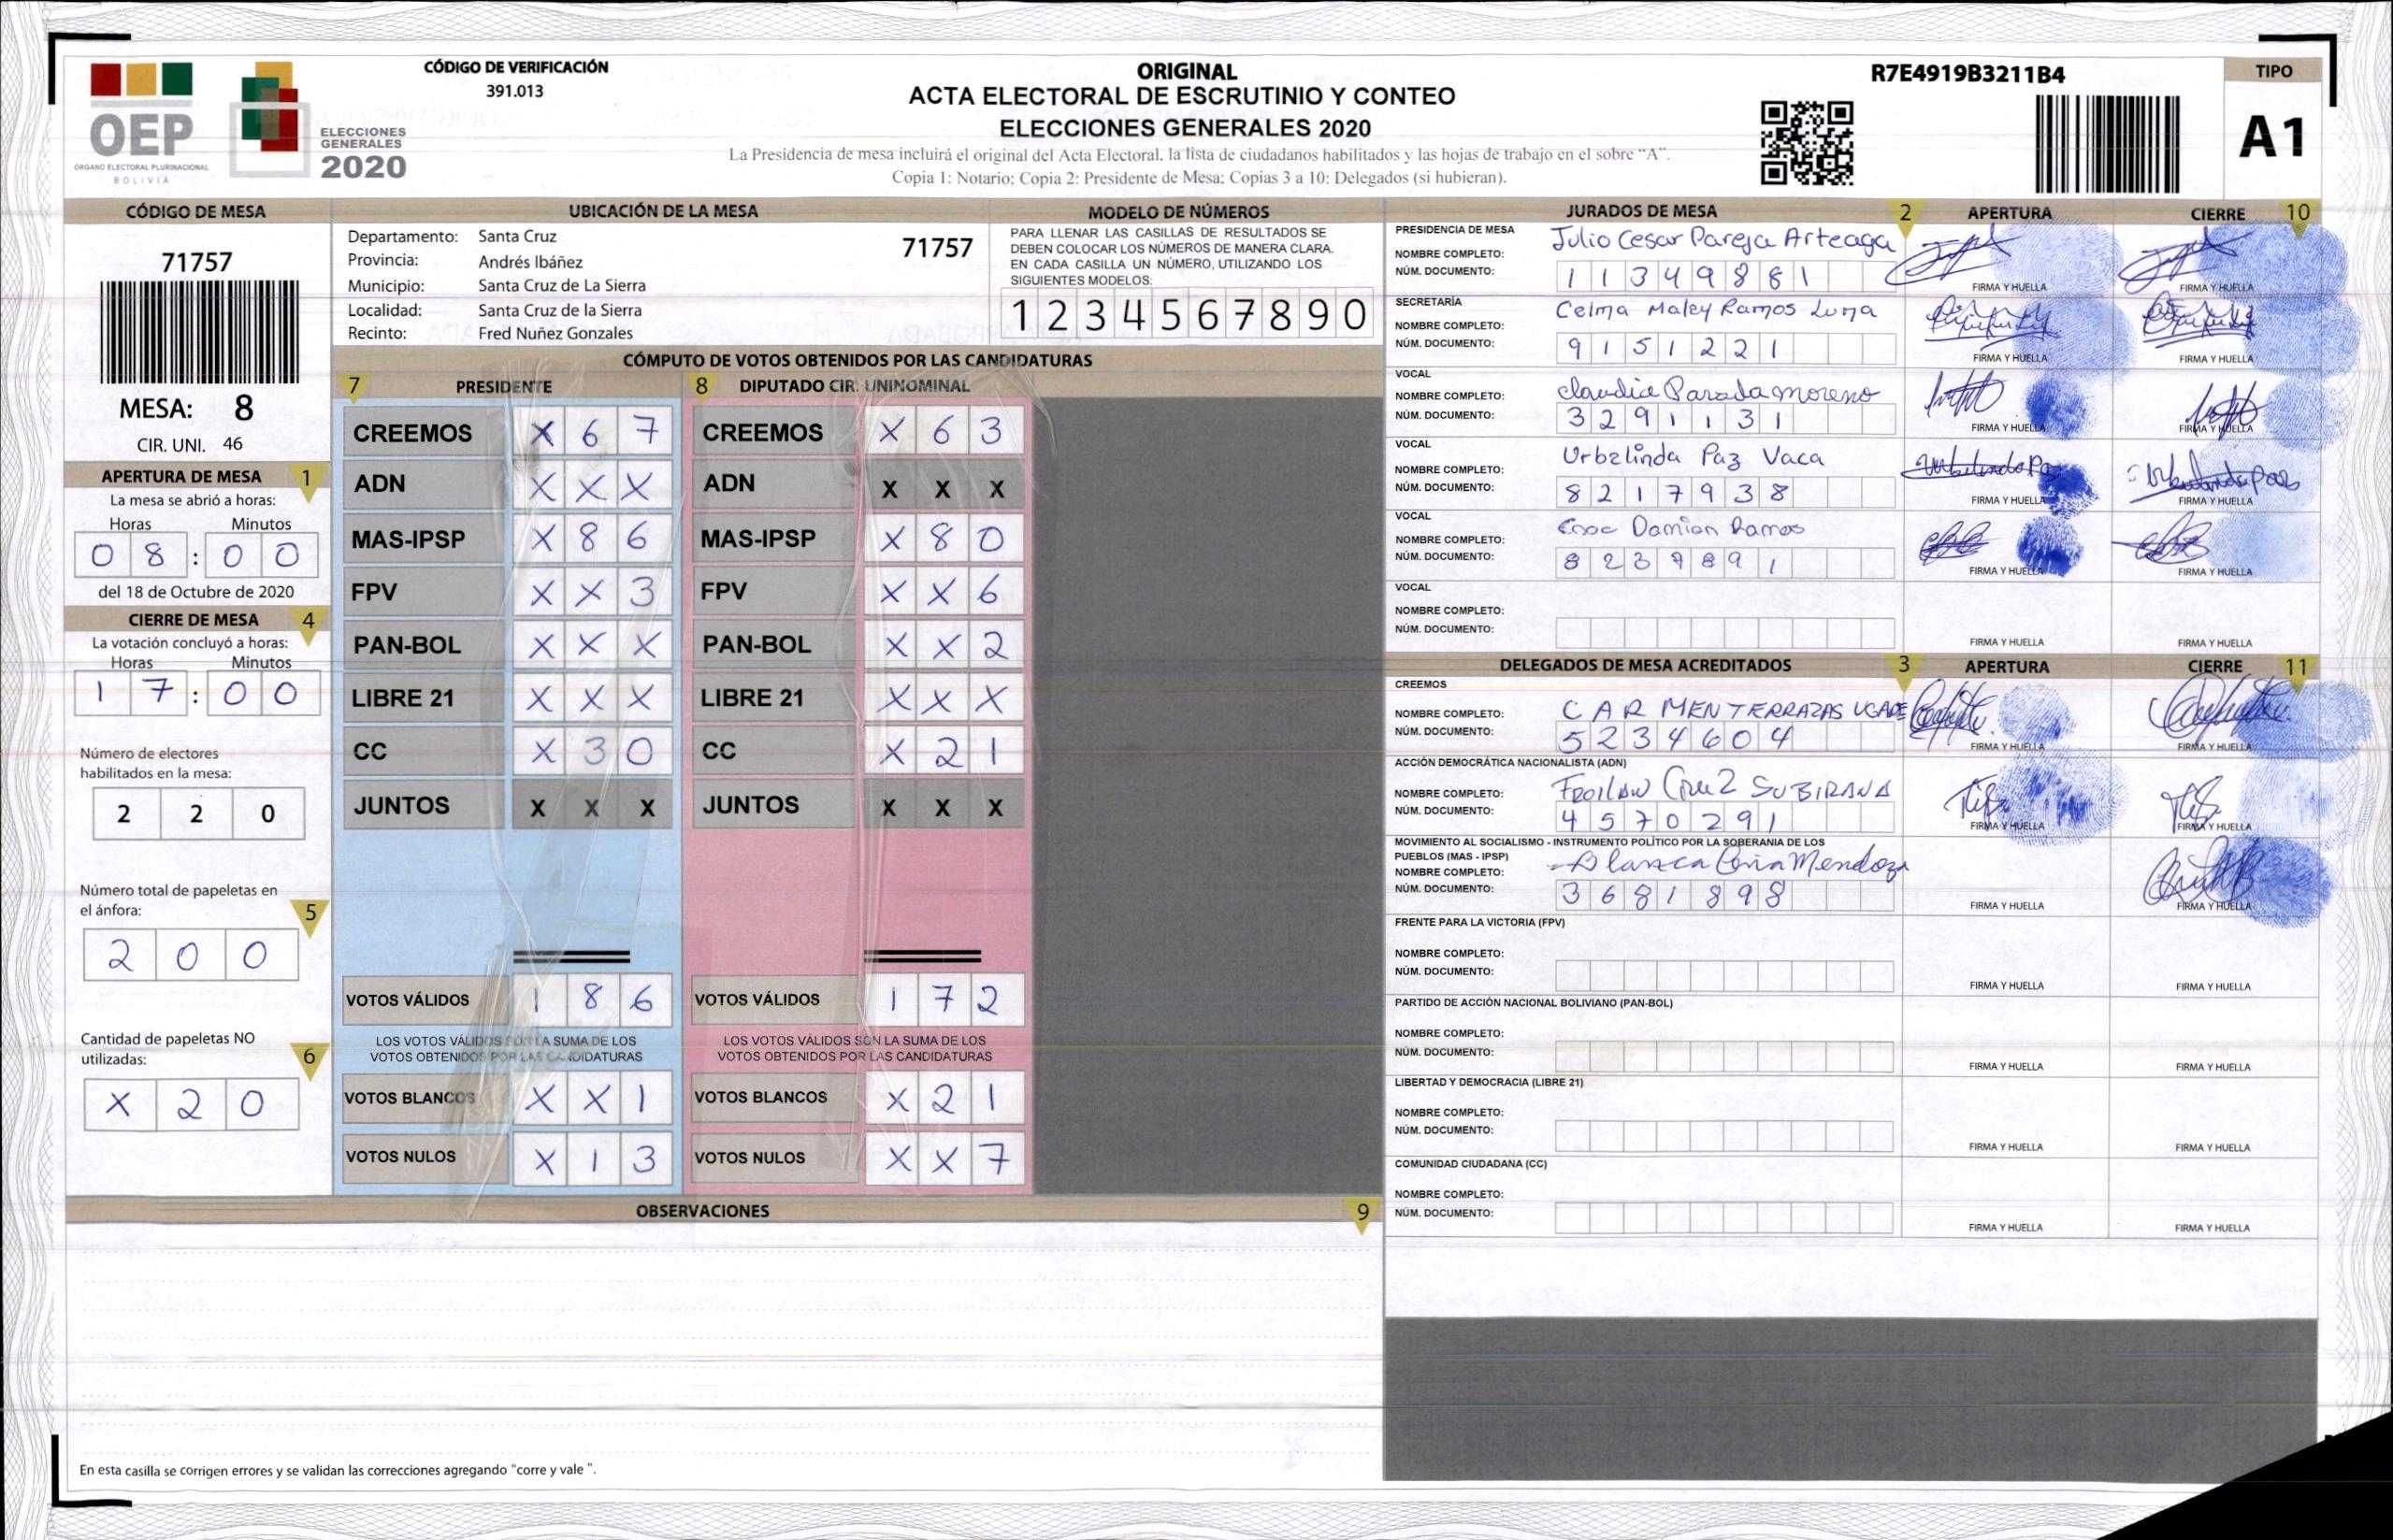 CÓDIGO DE VERIFICACIÓN
391.013
OEP
ÓRGANO ELECTORAL PLURINACIONAL
BOLIVIA
ELECCIONES
GENERALES
2020
ORIGINAL
ACTA ELECTORAL DE ESCRUTINIO Y CONTEO
ELECCIONES GENERALES 2020
La Presidencia de mesa incluirá el original del Acta Electoral, la lista de ciudadanos habilitados y las hojas de trabajo en el sobre "A".
Copia 1: Notario; Copia 2: Presidente de Mesa; Copias 3 a 10: Delegados (si hubieran).
R7E4919B3211B4
TIPO
A1
CÓDIGO DE MESA
71757
MESA: 8
CIR. UNI. 46
APERTURA DE MESA 1
La mesa se abrió a horas:
Horas Minutos
0 8 : 0 0
del 18 de Octubre de 2020
CIERRE DE MESA 4
La votación concluyó a horas:
Horas Minutos
1 7 : 0 0
Número de electores
habilitados en la mesa:
2 2 0
Número total de papeletas en
el ánfora: 5
2 0 0
Cantidad de papeletas NO
utilizadas: 6
X 2 0
UBICACIÓN DE LA MESA
Departamento: Santa Cruz 71757
Provincia: Andrés Ibáñez
Municipio: Santa Cruz de La Sierra
Localidad: Santa Cruz de la Sierra
Recinto: Fred Nuñez Gonzales
MODELO DE NÚMEROS
PARA LLENAR LAS CASILLAS DE RESULTADOS SE
DEBEN COLOCAR LOS NÚMEROS DE MANERA CLARA.
EN CADA CASILLA UN NÚMERO, UTILIZANDO LOS
SIGUIENTES MODELOS:
1 2 3 4 5 6 7 8 9 0
CÓMPUTO DE VOTOS OBTENIDOS POR LAS CANDIDATURAS
7 PRESIDENTE 8 DIPUTADO CIR. UNINOMINAL
CREEMOS X 6 7 CREEMOS X 6 3
ADN X X X ADN X X X
MAS-IPSP X 8 6 MAS-IPSP X 8 0
FPV X X 3 FPV X X 6
PAN-BOL X X X PAN-BOL X X 2
LIBRE 21 X X X LIBRE 21 X X X
CC X 3 0 CC X 2 1
JUNTOS X X X JUNTOS X X X
VOTOS VÁLIDOS 1 8 6 VOTOS VÁLIDOS 1 7 2
LOS VOTOS VÁLIDOS SON LA SUMA DE LOS LOS VOTOS VÁLIDOS SON LA SUMA DE LOS
VOTOS OBTENIDOS POR LAS CANDIDATURAS VOTOS OBTENIDOS POR LAS CANDIDATURAS
VOTOS BLANCOS X X 1 VOTOS BLANCOS X 2 1
VOTOS NULOS X 1 3 VOTOS NULOS X X 7
OBSERVACIONES 9
En esta casilla se corrigen errores y se validan las correcciones agregando "corre y vale ".
JURADOS DE MESA 2 APERTURA CIERRE 10
PRESIDENCIA DE MESA
NOMBRE COMPLETO: Julio Cesar Pareja Arteaga
NÚM. DOCUMENTO: 1 1 3 4 9 8 8 1
FIRMA Y HUELLA FIRMA Y HUELLA
SECRETARÍA
NOMBRE COMPLETO: Celma Maley Ramos Luna
NÚM. DOCUMENTO: 9 1 5 1 2 2 1
FIRMA Y HUELLA FIRMA Y HUELLA
VOCAL
NOMBRE COMPLETO: Claudia Parada moreno
NÚM. DOCUMENTO: 3 2 9 1 1 3 1
FIRMA Y HUELLA FIRMA Y HUELLA
VOCAL
NOMBRE COMPLETO: Urbelinda Paz Vaca
NÚM. DOCUMENTO: 8 2 1 7 9 3 8
FIRMA Y HUELLA FIRMA Y HUELLA
VOCAL
NOMBRE COMPLETO: Enoc Damian Ramos
NÚM. DOCUMENTO: 8 2 3 9 8 9 1
FIRMA Y HUELLA FIRMA Y HUELLA
VOCAL
NOMBRE COMPLETO:
NÚM. DOCUMENTO:
FIRMA Y HUELLA FIRMA Y HUELLA
DELEGADOS DE MESA ACREDITADOS 3 APERTURA CIERRE 11
CREEMOS
NOMBRE COMPLETO: CARMEN TERRAZAS UGARE
NÚM. DOCUMENTO: 5 2 3 4 6 0 4
FIRMA Y HUELLA FIRMA Y HUELLA
ACCIÓN DEMOCRÁTICA NACIONALISTA (ADN)
NOMBRE COMPLETO: FROILAN CRUZ SUBIRANA
NÚM. DOCUMENTO: 4 5 7 0 2 9 1
FIRMA Y HUELLA FIRMA Y HUELLA
MOVIMIENTO AL SOCIALISMO - INSTRUMENTO POLÍTICO POR LA SOBERANIA DE LOS
PUEBLOS (MAS - IPSP)
NOMBRE COMPLETO: Blanca Mendoza
NÚM. DOCUMENTO: 3 6 8 1 8 9 8
FIRMA Y HUELLA FIRMA Y HUELLA
FRENTE PARA LA VICTORIA (FPV)
NOMBRE COMPLETO:
NÚM. DOCUMENTO:
FIRMA Y HUELLA FIRMA Y HUELLA
PARTIDO DE ACCIÓN NACIONAL BOLIVIANO (PAN-BOL)
NOMBRE COMPLETO:
NÚM. DOCUMENTO:
FIRMA Y HUELLA FIRMA Y HUELLA
LIBERTAD Y DEMOCRACIA (LIBRE 21)
NOMBRE COMPLETO:
NÚM. DOCUMENTO:
FIRMA Y HUELLA FIRMA Y HUELLA
COMUNIDAD CIUDADANA (CC)
NOMBRE COMPLETO:
NÚM. DOCUMENTO:
FIRMA Y HUELLA FIRMA Y HUELLA